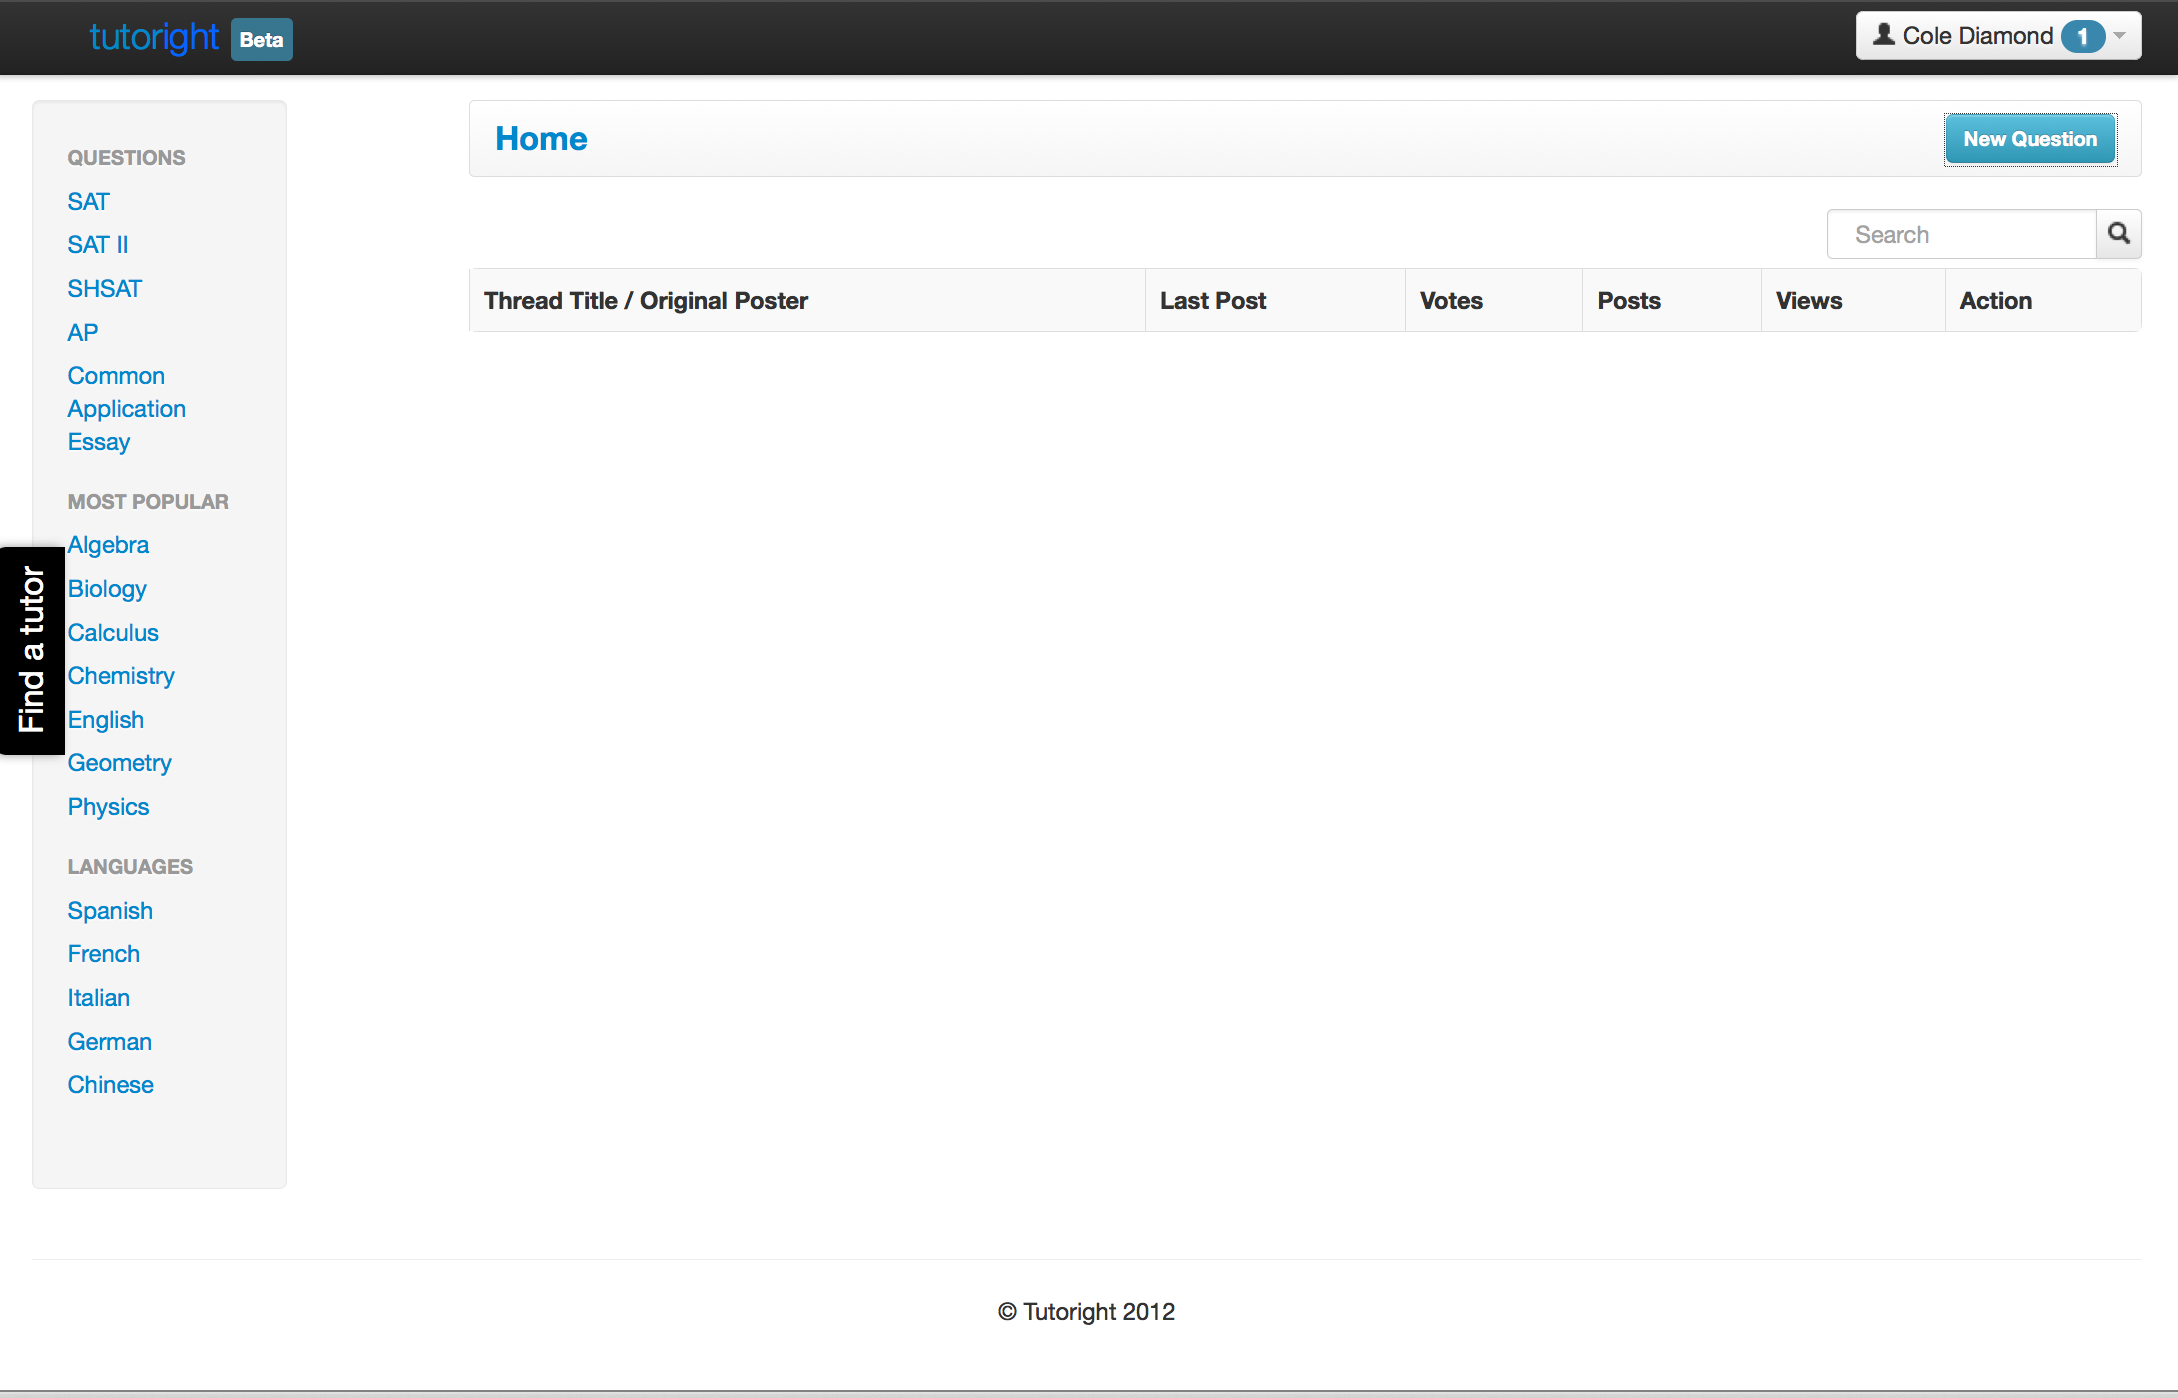 tutoright Beta
Cole Diamond 1
QUESTIONS
SAT
SAT II
SHSAT
AP
Common
Application
Essay
MOST POPULAR
Algebra
Biology
Calculus
Chemistry
English
Geometry
Physics
LANGUAGES
Spanish
French
Italian
German
Chinese
Find a tutor
Home
New Question
Search
Thread Title / Original Poster Last Post Votes Posts Views Action
© Tutoright 2012